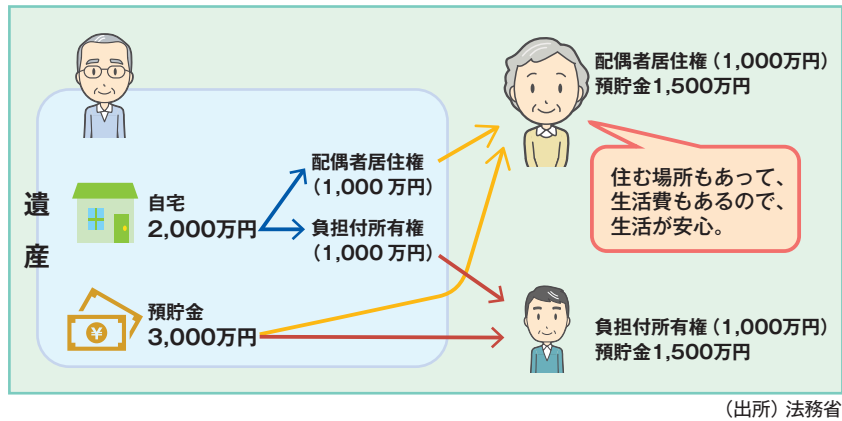 遺産
自宅
2,000万円
預貯金
3,000万円
配偶者居住権
（1,000 万円）
負担付所有権
（1,000 万円）
配偶者居住権（1,000万円）
預貯金1,500万円
住む場所もあって、
生活費もあるので、
生活が安心。
負担付所有権（1,000万円）
預貯金1,500万円
（出所）法務省